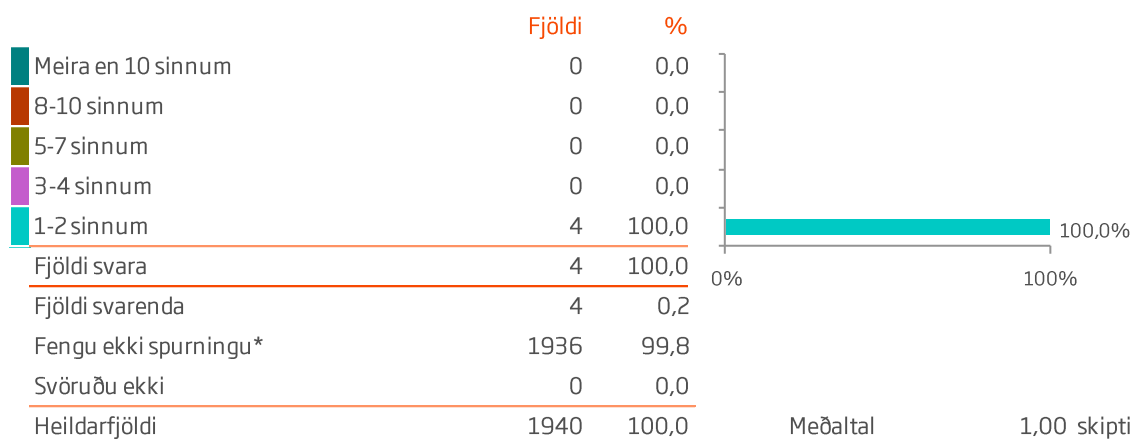 Fjöldi %
Meira en 10 sinnum 0 0,0
8-10 sinnum 0 0,0
5-7 sinnum 0 0,0
3-4 sinnum 0 0,0
1-2 sinnum 4 100,0 100,0%
Fjöldi svara 4 100,0 0% 100%
Fjöldi svarenda 4 0,2
Fengu ekki spurningu* 1936 99,8
Svöruðu ekki 0 0,0
Heildarfjöldi 1940 100,0 Meðaltal 1,00 skipti